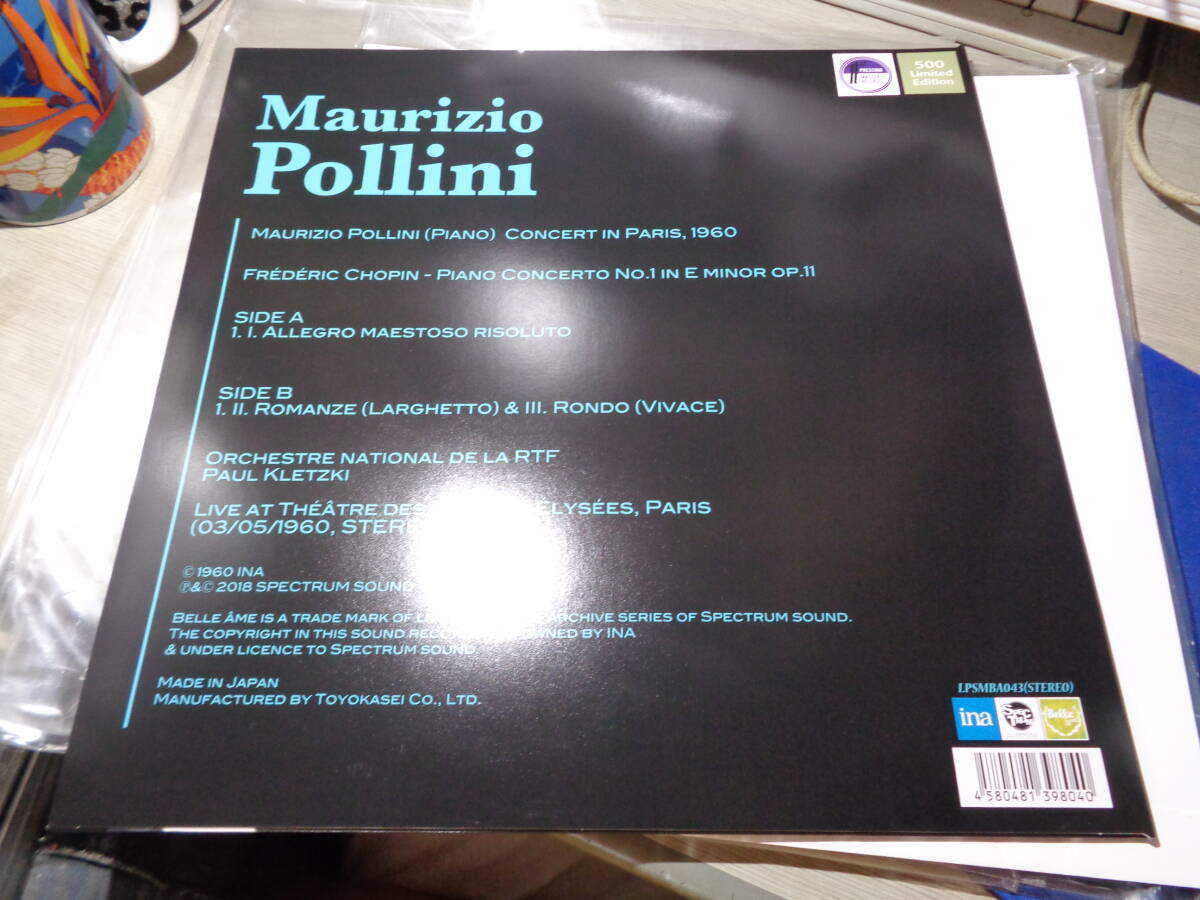 PRESSING
500
Limited
Edition
Maurizio
Pollini
MAURIZIO POLLINI (PIANO) CONCERT IN PARIS, 1960
FRÉDÉRIC CHOPIN - PIANO CONCERTO NO.1 IN E MINOR OP.11
SIDE A
1. I. ALLEGRO MAESTOSO RISOLUTO
SIDE B
1. II. ROMANZE (LARGHETTO) & III. RONDO (VIVACE)
ORCHESTRE NATIONAL DE LA RTF
PAUL KLETZKI
LIVE AT THÉÂTRE DES ELYSÉES, PARIS
(03/05/1960, STERE
© 1960 INA
℗&© 2018 SPECTRUM SOUND
BELLE ÂME IS A TRADE MARK OF ARCHIVE SERIES OF SPECTRUM SOUND.
THE COPYRIGHT IN THIS SOUND OWNED BY INA
& UNDER LICENCE TO SPECTRUM SOUND.
MADE IN JAPAN
MANUFACTURED BY TOYOKASEI CO., LTD.
LPSMBA043(STEREO)
ina
Spec
Belle
4 580481 398040